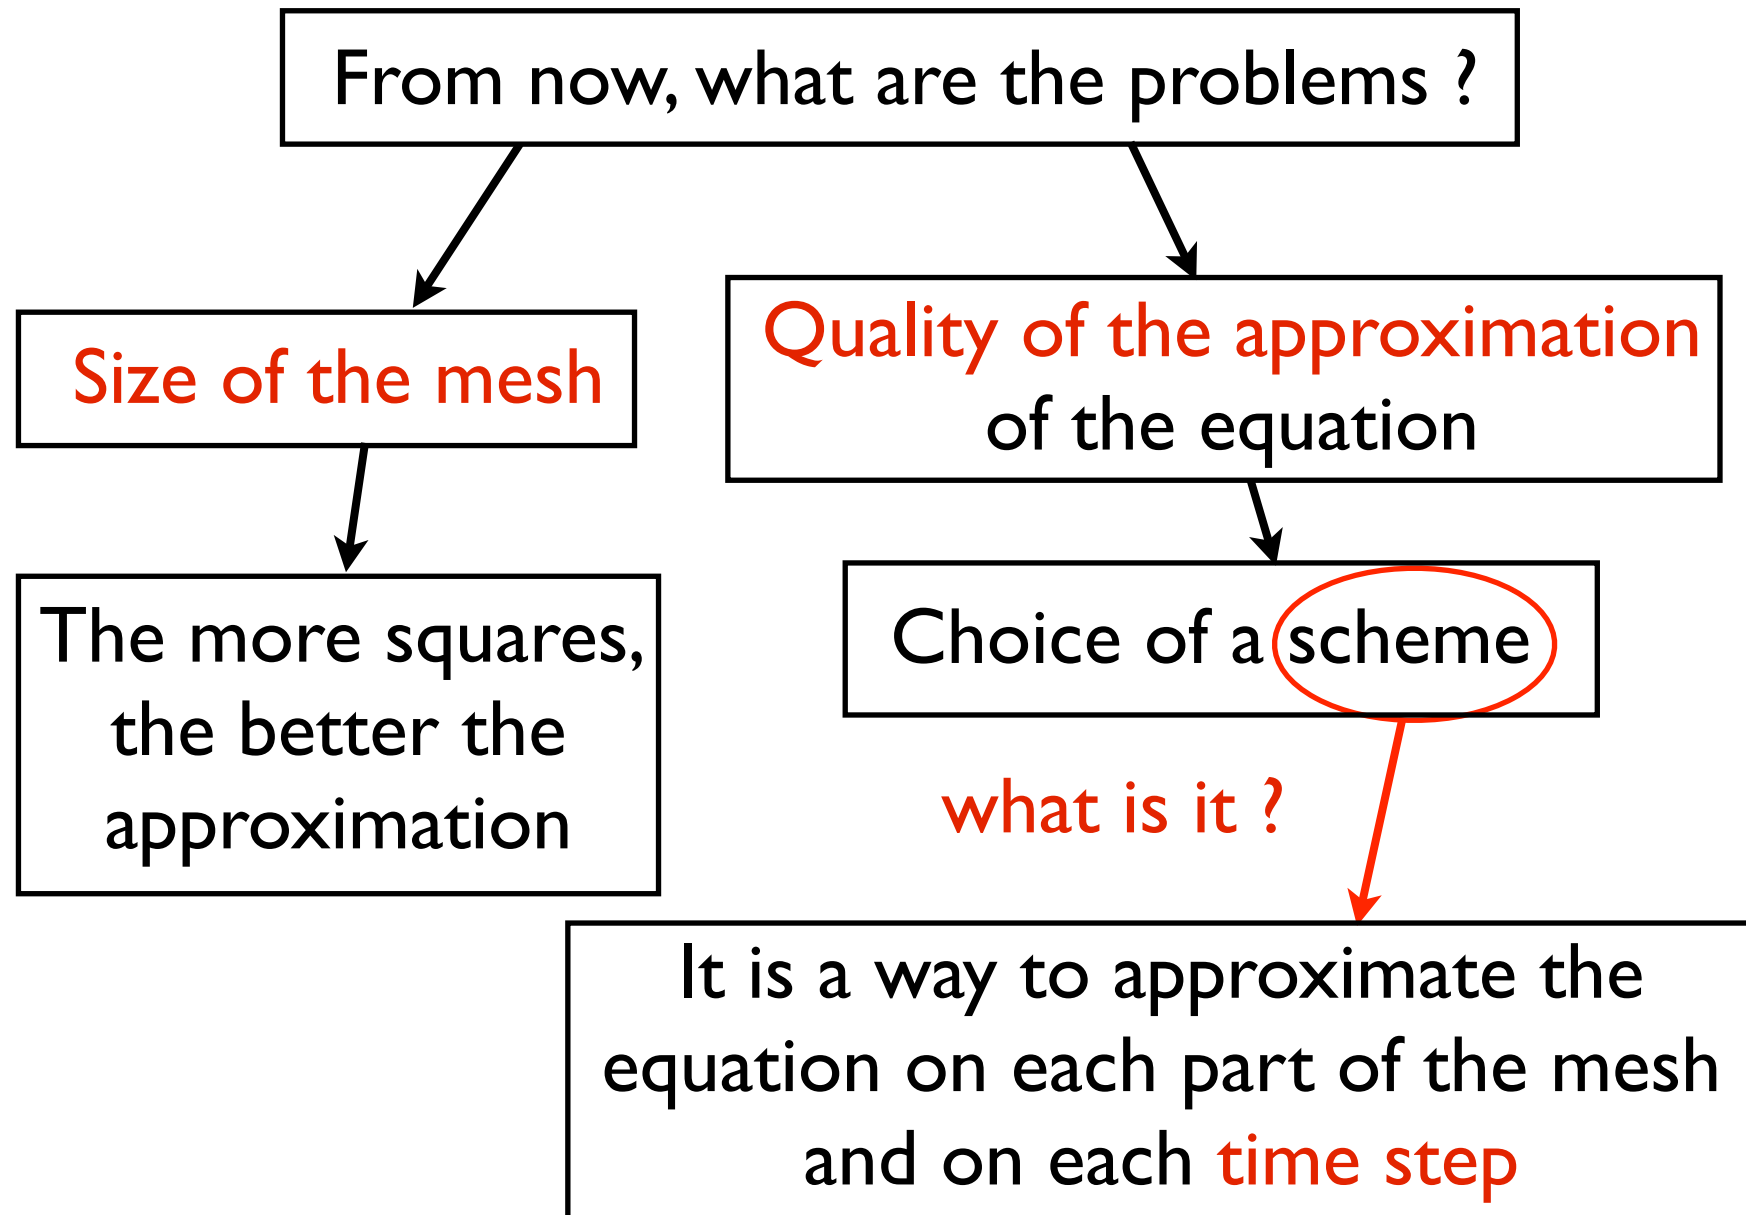 From now, what are the problems ?
Size of the mesh
The more squares,
the better the
approximation
Quality of the approximation
of the equation
Choice of a scheme
what is it ?
It is a way to approximate the
equation on each part of the mesh
and on each time step